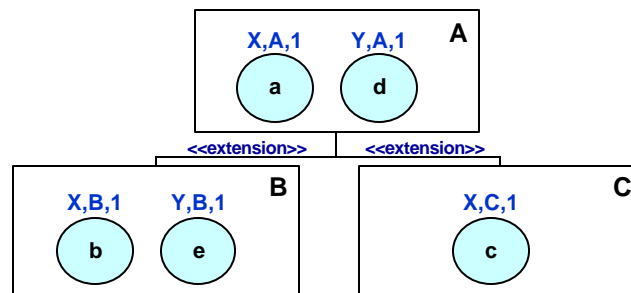 X,A,1 Y,A,1 A
a d
<<extension>> <<extension>>
X,B,1 Y,B,1 B
b e
X,C,1 C
c